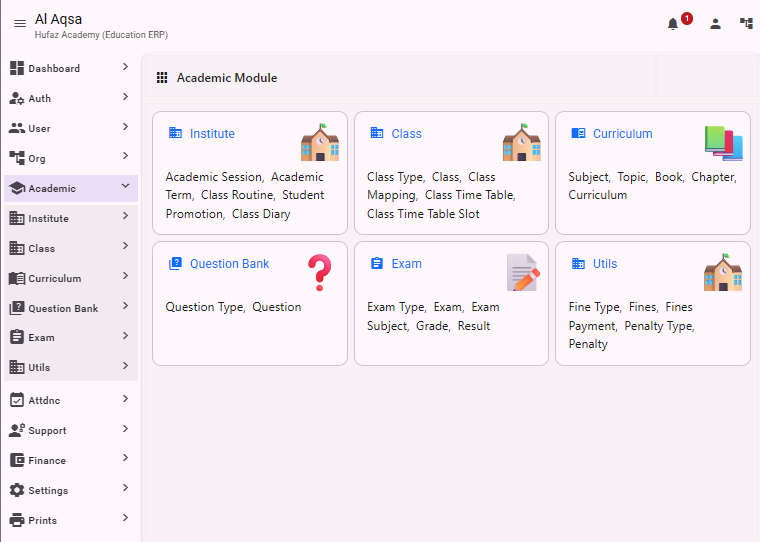 Al Aqsa
Hufaz Academy (Education ERP)
1
Dashboard
Auth
User
Org
Academic
Institute
Class
Curriculum
Question Bank
Exam
Utils
Attdnc
Support
Finance
Settings
Prints
Academic Module
Institute
Academic Session, Academic
Term, Class Routine, Student
Promotion, Class Diary
Class
Class Type, Class, Class
Mapping, Class Time Table,
Class Time Table Slot
Curriculum
Subject, Topic, Book, Chapter,
Curriculum
Question Bank
Question Type, Question
Exam
Exam Type, Exam, Exam
Subject, Grade, Result
Utils
Fine Type, Fines, Fines
Payment, Penalty Type,
Penalty